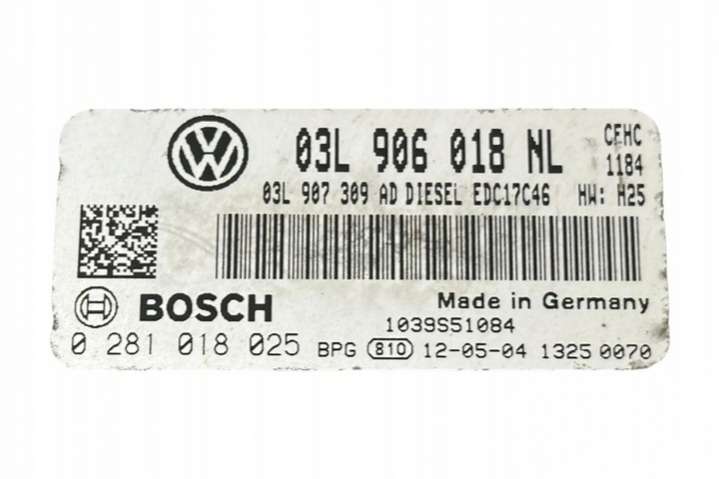 03L 906 018 NL CFHC
1184
03L 907 309 AD DIESEL EDC17C46 HW: H25
BOSCH Made in Germany
1039S51084
0 281 018 025 BPG 810 12-05-04 1325 0070